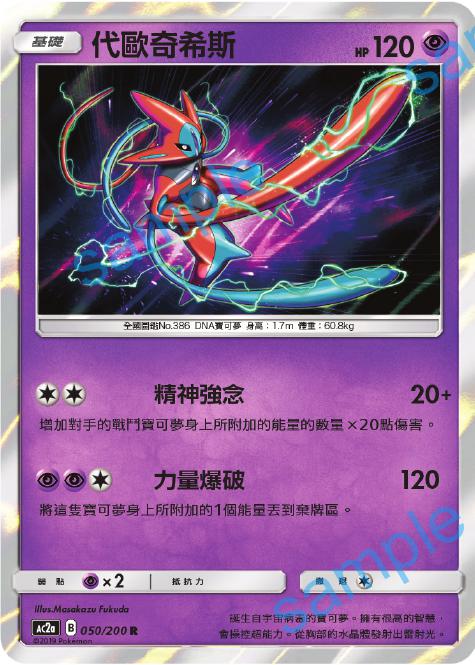 基礎 代歐奇希斯 HP 120
全國圖鑑No.386 DNA寶可夢 身高：1.7m 體重：60.8kg
精神強念 20+
增加對手的戰鬥寶可夢身上所附加的能量的數量×20點傷害。
力量爆破 120
將這隻寶可夢身上所附加的1個能量丟到棄牌區。
弱點 ×2 抵抗力 撤退
Illus.Masakazu Fukuda
AC2a B 050/200 R
©2019 Pokémon
誕生自宇宙病毒的寶可夢。擁有很高的智慧，
會操控超能力。從胸部的水晶體發射出雷射光。
sample
sample
sample
sa